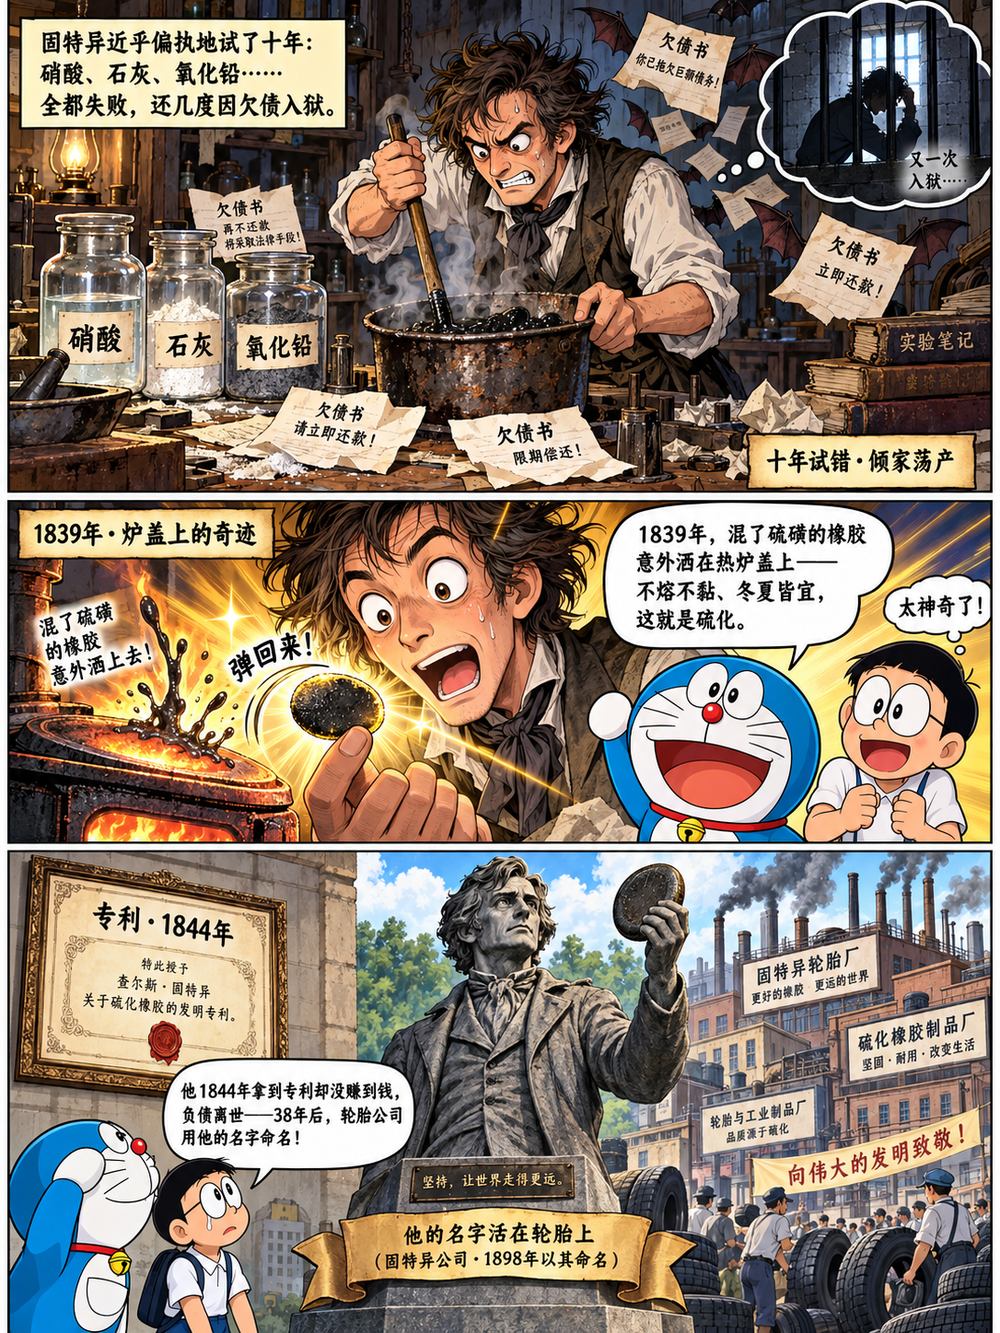 固特异近乎偏执地试了十年：
硝酸、石灰、氧化铅……
全都失败，还几度因欠债入狱。
欠债书
你已拖欠巨额债务！
又一次
入狱……
欠债书
再不还款
将采取法律手段！
欠债书
立即还款！
硝酸
石灰
氧化铅
实验笔记
欠债书
请立即还款！
欠债书
限期偿还！
十年试错·倾家荡产
1839年·炉盖上的奇迹
混了硫磺
的橡胶
意外洒上去！
弹回来！
1839年，混了硫磺的橡胶
意外洒在热炉盖上——
不熔不黏、冬夏皆宜，
这就是硫化。
太神奇了！
专利·1844年
特此授予
查尔斯·固特异
关于硫化橡胶的发明专利。
固特异轮胎厂
更好的橡胶 更远的世界
硫化橡胶制品厂
坚固·耐用·改变生活
轮胎与工业制品厂
品质源于硫化
向伟大的发明致敬！
他1844年拿到专利却没赚到钱，
负债离世——38年后，轮胎公司
用他的名字命名！
坚持，让世界走得更远。
他的名字活在轮胎上
（固特异公司·1898年以其命名）